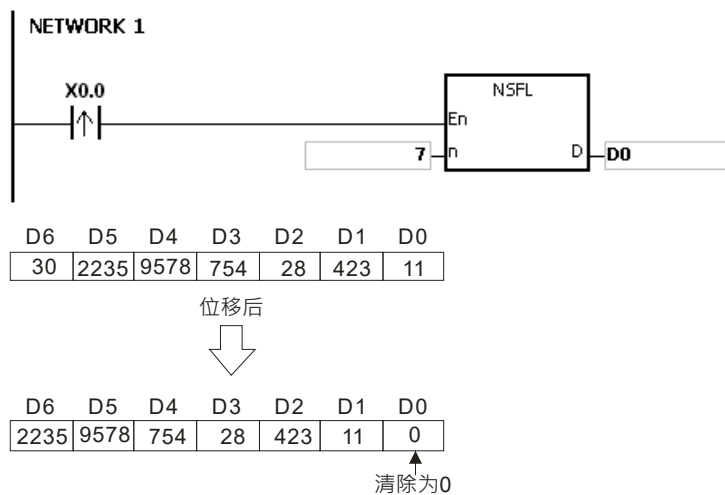 NETWORK 1
X0.0
NSFL
En
7 n D D0
D6 D5 D4 D3 D2 D1 D0
30 2235 9578 754 28 423 11
位移后
D6 D5 D4 D3 D2 D1 D0
2235 9578 754 28 423 11 0
清除为0